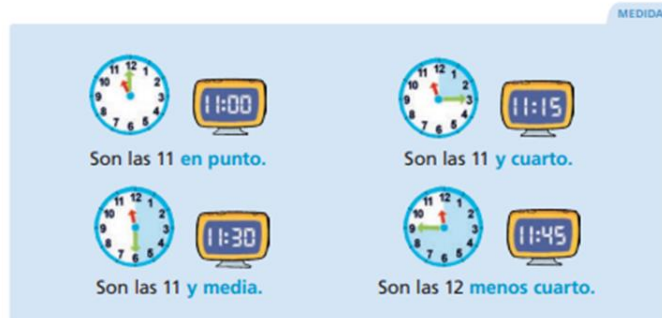 MEDIDA
11:00
11:15
Son las 11 en punto.
Son las 11 y cuarto.
11:30
11:45
Son las 11 y media.
Son las 12 menos cuarto.